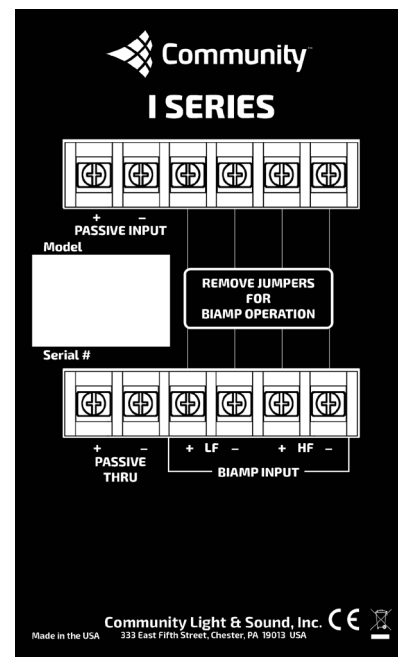 Community™
I SERIES
+ −
PASSIVE INPUT
Model
REMOVE JUMPERS
FOR
BIAMP OPERATION
Serial #
+ − + LF − + HF −
PASSIVE
THRU
BIAMP INPUT
Community Light & Sound, Inc. CE
Made in the USA 333 East Fifth Street, Chester, PA 19013 USA